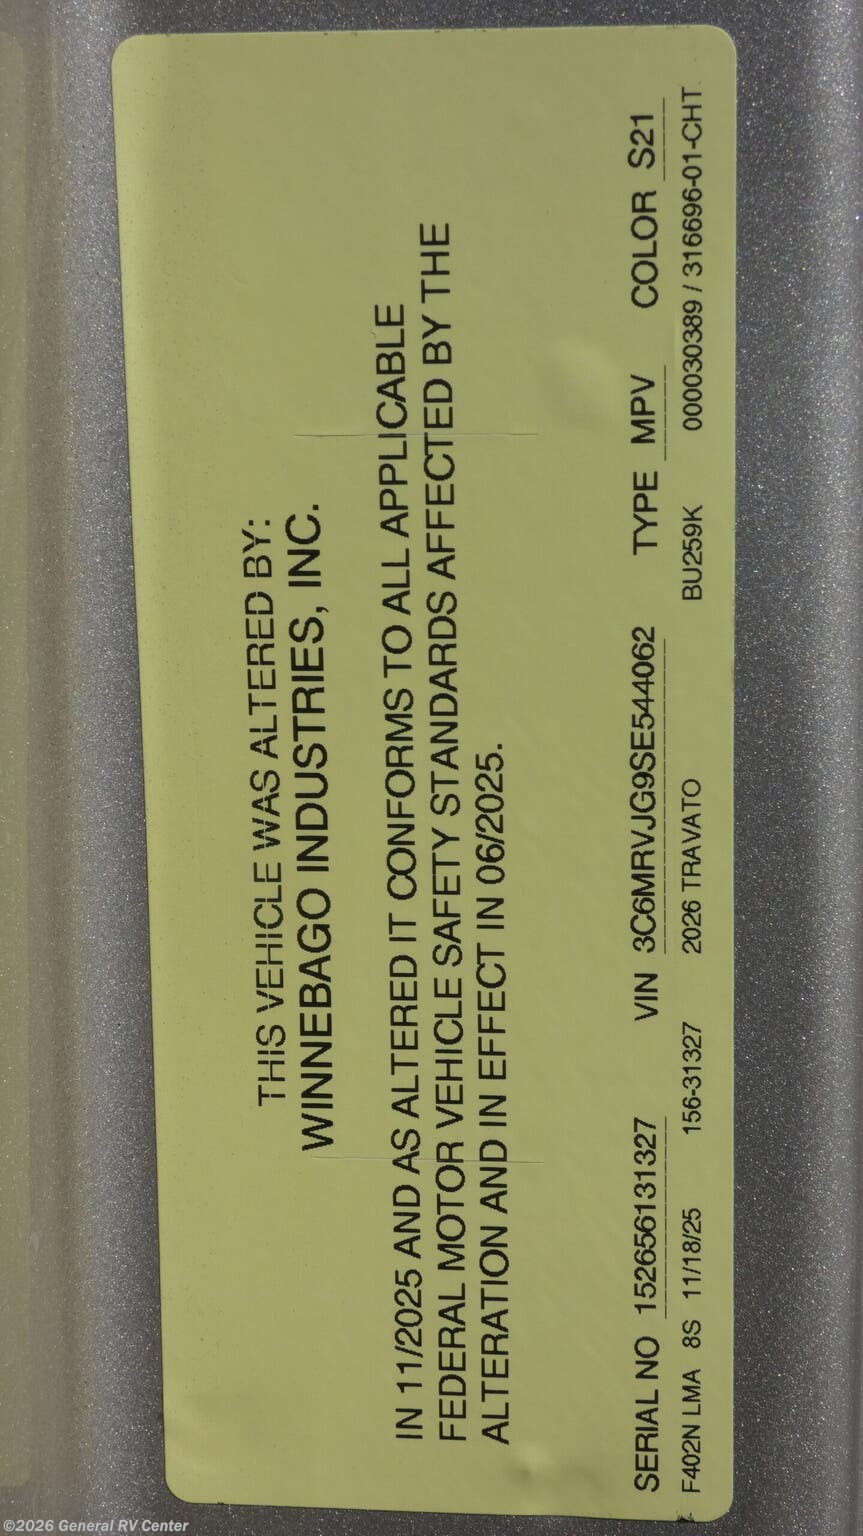 THIS VEHICLE WAS ALTERED BY:
WINNEBAGO INDUSTRIES, INC.
IN 11/2025 AND AS ALTERED IT CONFORMS TO ALL APPLICABLE
FEDERAL MOTOR VEHICLE SAFETY STANDARDS AFFECTED BY THE
ALTERATION AND IN EFFECT IN 06/2025.
SERIAL NO 152656131327 VIN 3C6MRVJG9SE544062 TYPE MPV COLOR S21
F402N LMA 8S 11/18/25 156-31327 2026 TRAVATO BU259K 000030389 / 316696-01-CHT
©2026 General RV Center